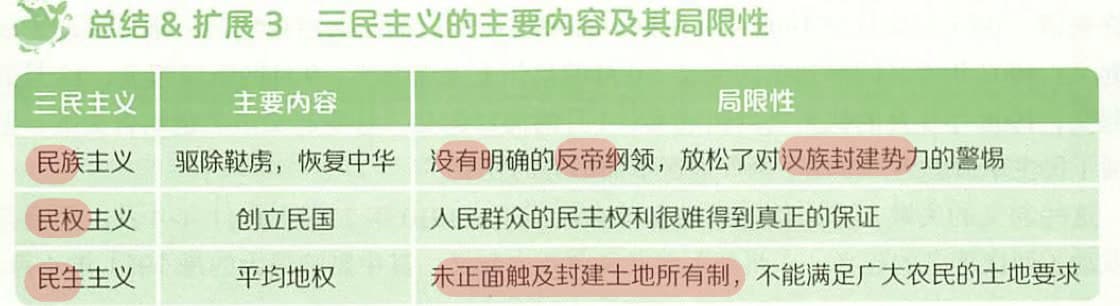 总结 & 扩展 3 三民主义的主要内容及其局限性
三民主义 主要内容 局限性
民族主义 驱除鞑虏，恢复中华 没有明确的反帝纲领，放松了对汉族封建势力的警惕
民权主义 创立民国 人民群众的民主权利很难得到真正的保证
民生主义 平均地权 未正面触及封建土地所有制，不能满足广大农民的土地要求